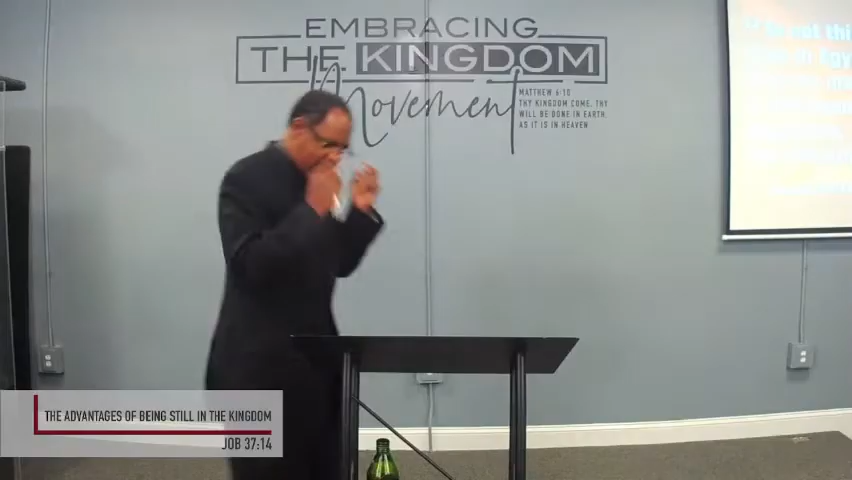 EMBRACING
THE KINGDOM
Movement
MATTHEW 6:10
THY KINGDOM COME, THY
WILL BE DONE IN EARTH,
AS IT IS IN HEAVEN
THE ADVANTAGES OF BEING STILL IN THE KINGDOM
JOB 37:14